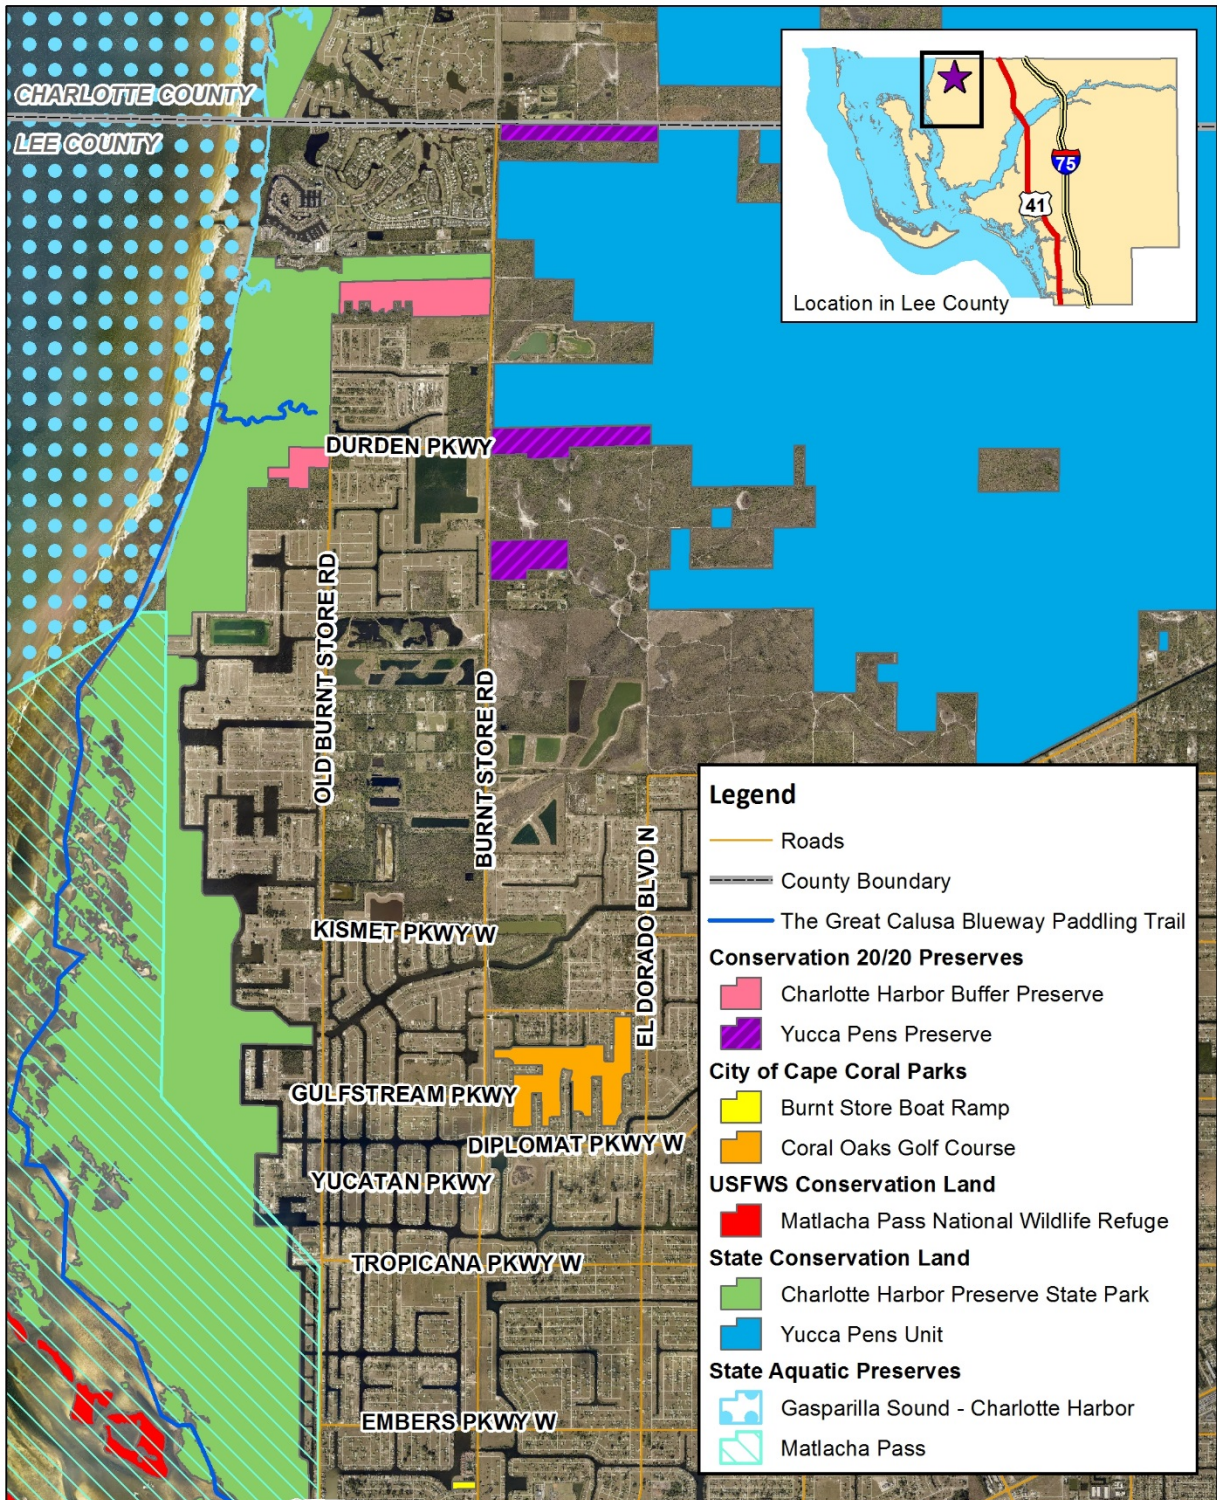 CHARLOTTE COUNTY
LEE COUNTY
75
41
Location in Lee County
DURDEN PKWY
OLD BURNT STORE RD
BURNT STORE RD
EL DORADO BLVD N
KISMET PKWY W
GULFSTREAM PKWY
DIPLOMAT PKWY W
YUCATAN PKWY
TROPICANA PKWY W
EMBERS PKWY W
Legend
Roads
County Boundary
The Great Calusa Blueway Paddling Trail
Conservation 20/20 Preserves
Charlotte Harbor Buffer Preserve
Yucca Pens Preserve
City of Cape Coral Parks
Burnt Store Boat Ramp
Coral Oaks Golf Course
USFWS Conservation Land
Matlacha Pass National Wildlife Refuge
State Conservation Land
Charlotte Harbor Preserve State Park
Yucca Pens Unit
State Aquatic Preserves
Gasparilla Sound - Charlotte Harbor
Matlacha Pass